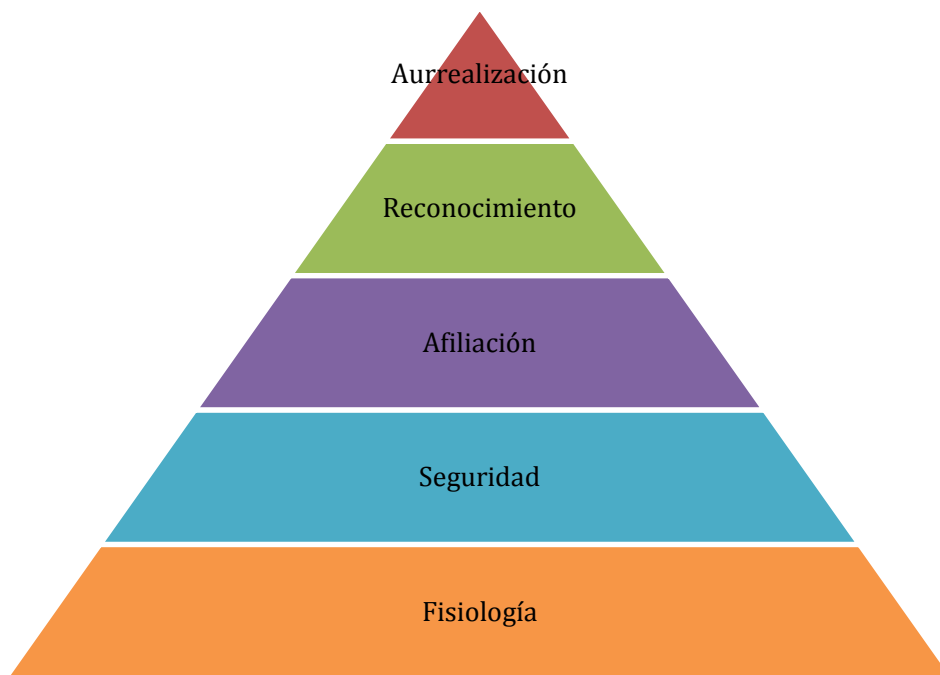 Aurrealización
Reconocimiento
Afiliación
Seguridad
Fisiología